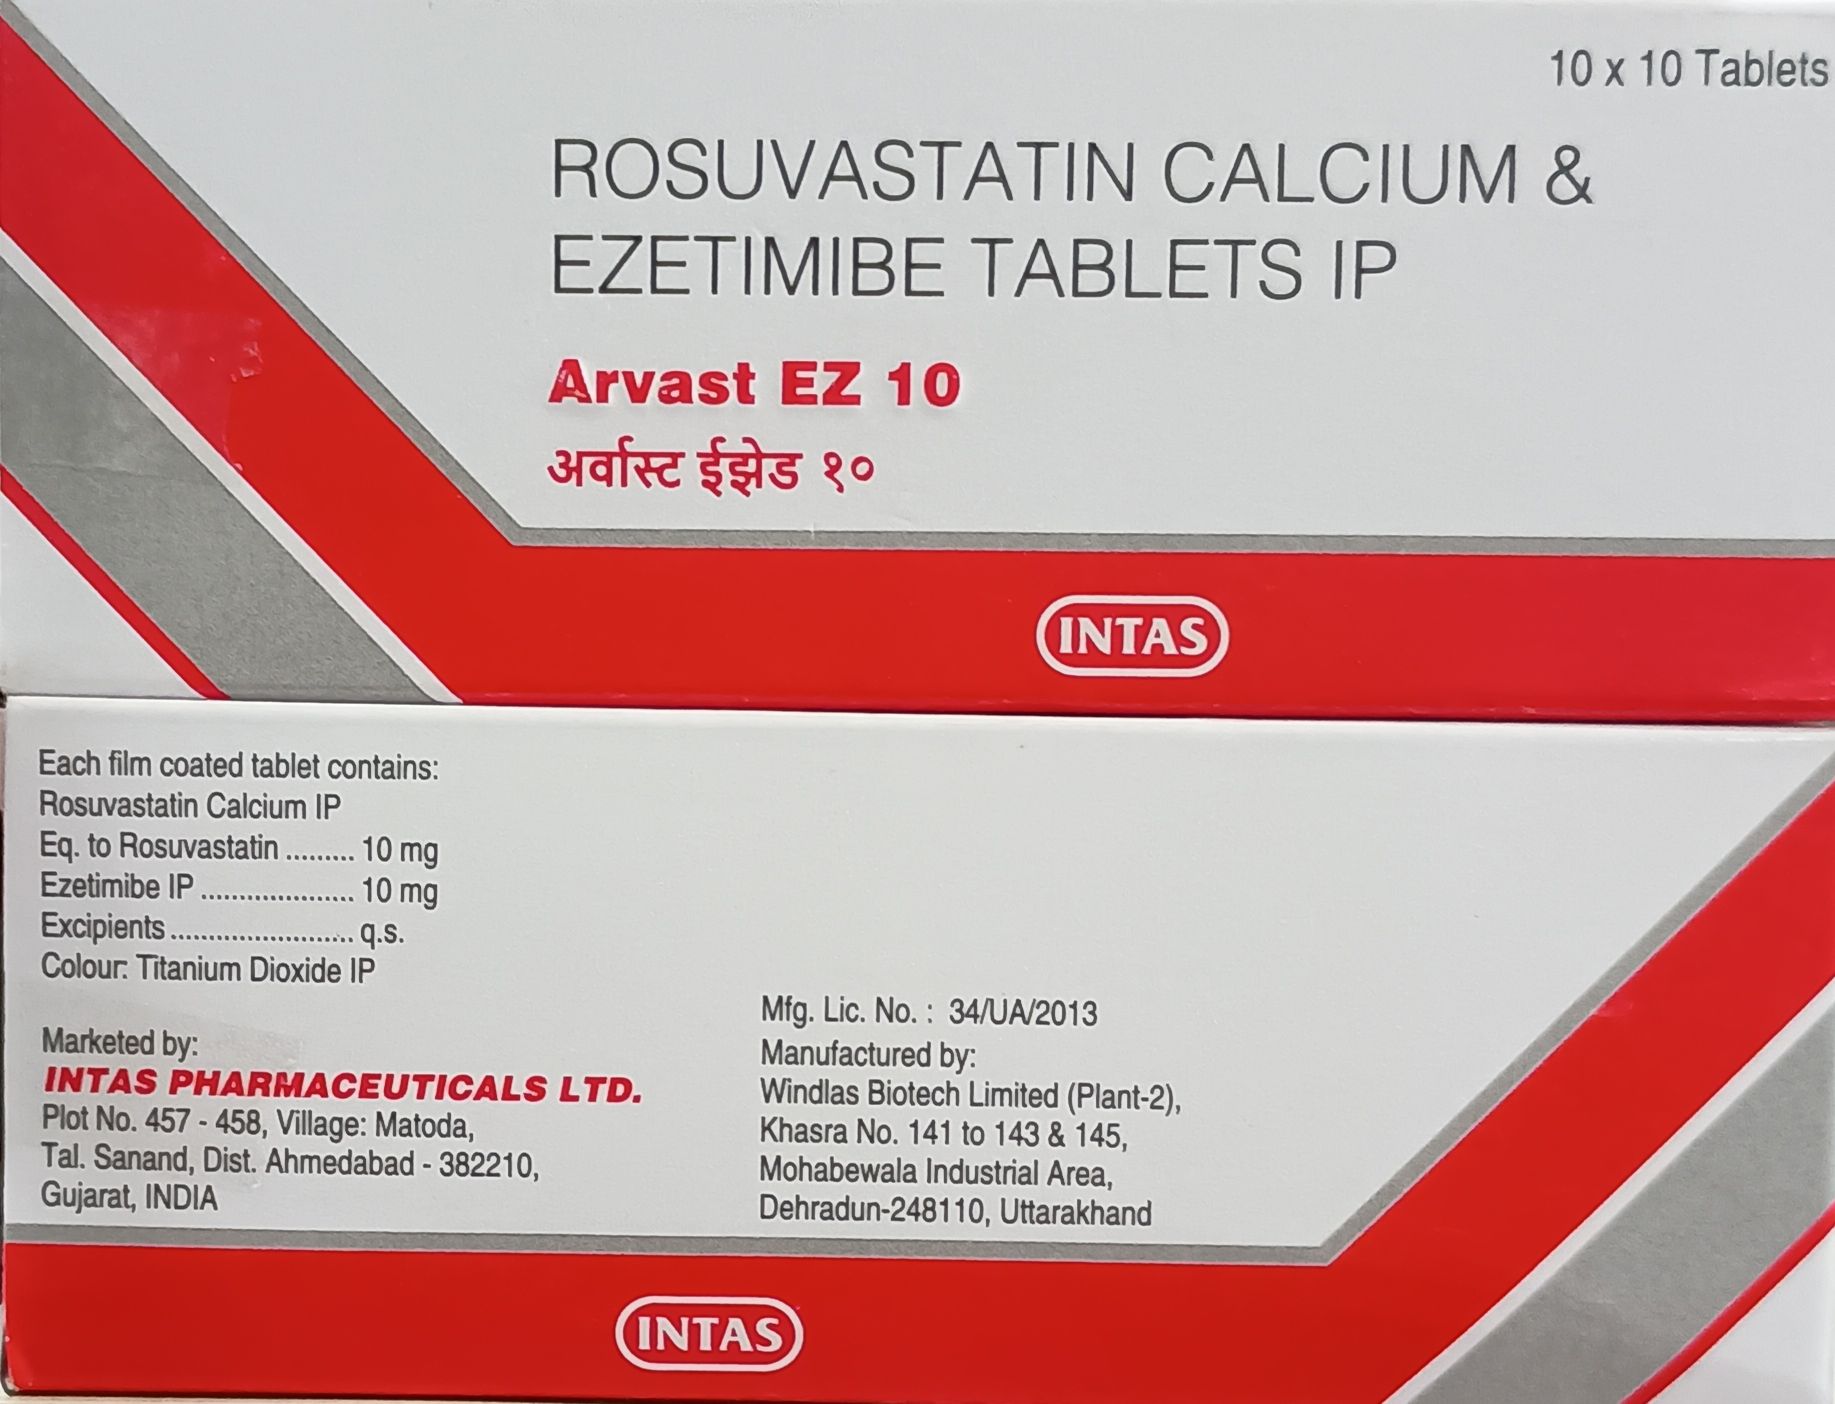 10 x 10 Tablets
ROSUVASTATIN CALCIUM &
EZETIMIBE TABLETS IP
Arvast EZ 10
अर्वास्ट ईझेड १०
INTAS
Each film coated tablet contains:
Rosuvastatin Calcium IP
Eq. to Rosuvastatin ......... 10 mg
Ezetimibe IP .................... 10 mg
Excipients ........................ q.s.
Colour: Titanium Dioxide IP
Marketed by:
INTAS PHARMACEUTICALS LTD.
Plot No. 457 - 458, Village: Matoda,
Tal. Sanand, Dist. Ahmedabad - 382210,
Gujarat, INDIA
Mfg. Lic. No. : 34/UA/2013
Manufactured by:
Windlas Biotech Limited (Plant-2),
Khasra No. 141 to 143 & 145,
Mohabewala Industrial Area,
Dehradun-248110, Uttarakhand
INTAS